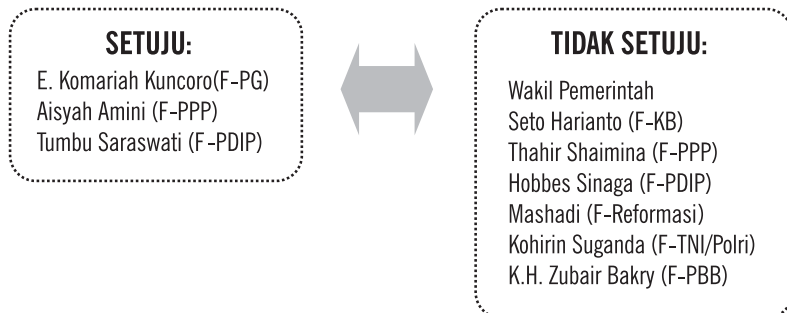 SETUJU:
E. Komariah Kuncoro(F-PG)
Aisyah Amini (F-PPP)
Tumbu Saraswati (F-PDIP)
TIDAK SETUJU:
Wakil Pemerintah
Seto Harianto (F-KB)
Thahir Shaimina (F-PPP)
Hobbes Sinaga (F-PDIP)
Mashadi (F-Reformasi)
Kohirin Suganda (F-TNI/Polri)
K.H. Zubair Bakry (F-PBB)